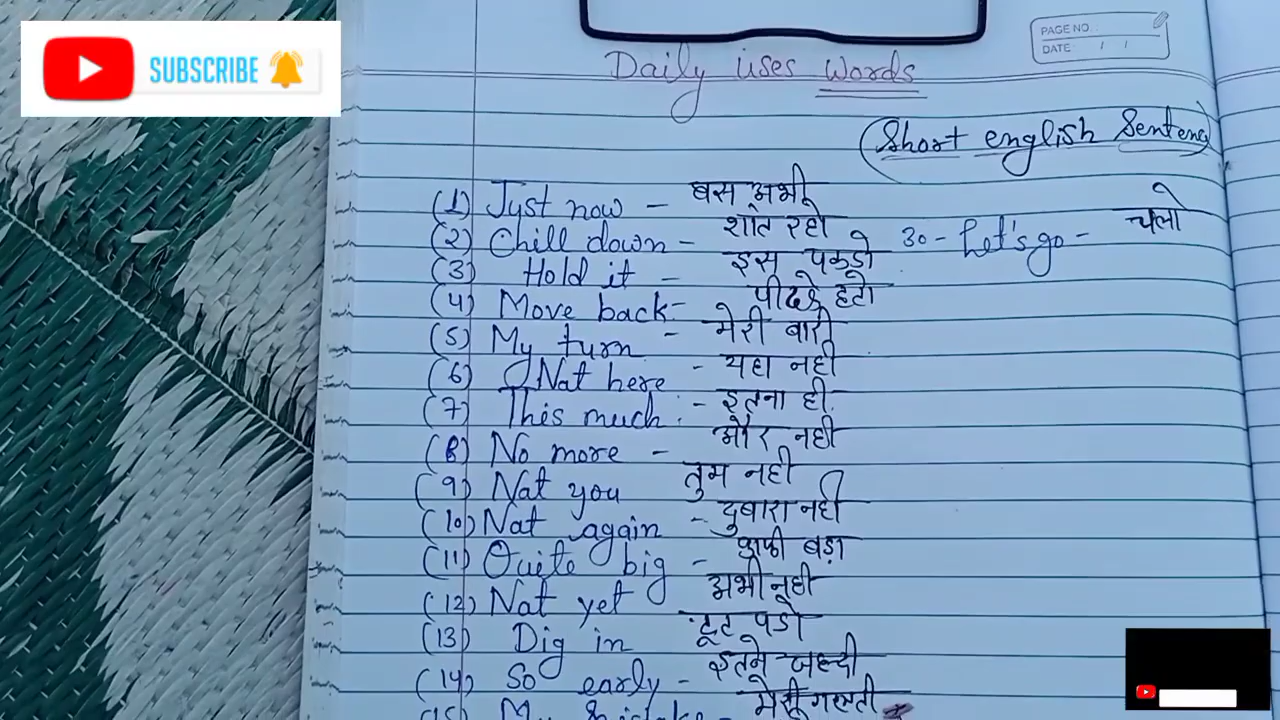 SUBSCRIBE
PAGE NO.:
DATE: / /
Daily uses words
(Short english Sentenc)
(1) Just now - बस अभी
(2) Chill down - शांत रहो
30 - Let's go - चलो
(3) Hold it - इस पकडो
(4) Move back - पीछे हटो
(5) My turn - मेरी बारी
(6) Nat here - यहा नही
(7) This much :- इतना ही
(8) No more - और नही
(9) Nat you तुम नही
(10) Nat again - दुबारा नही
(11) Quite big - काफी बड़ा
(12) Nat yet अभी नही
(13) Dig in टूट पडो
(14) So early - इतने जल्दी
(15) My मेरी गलती